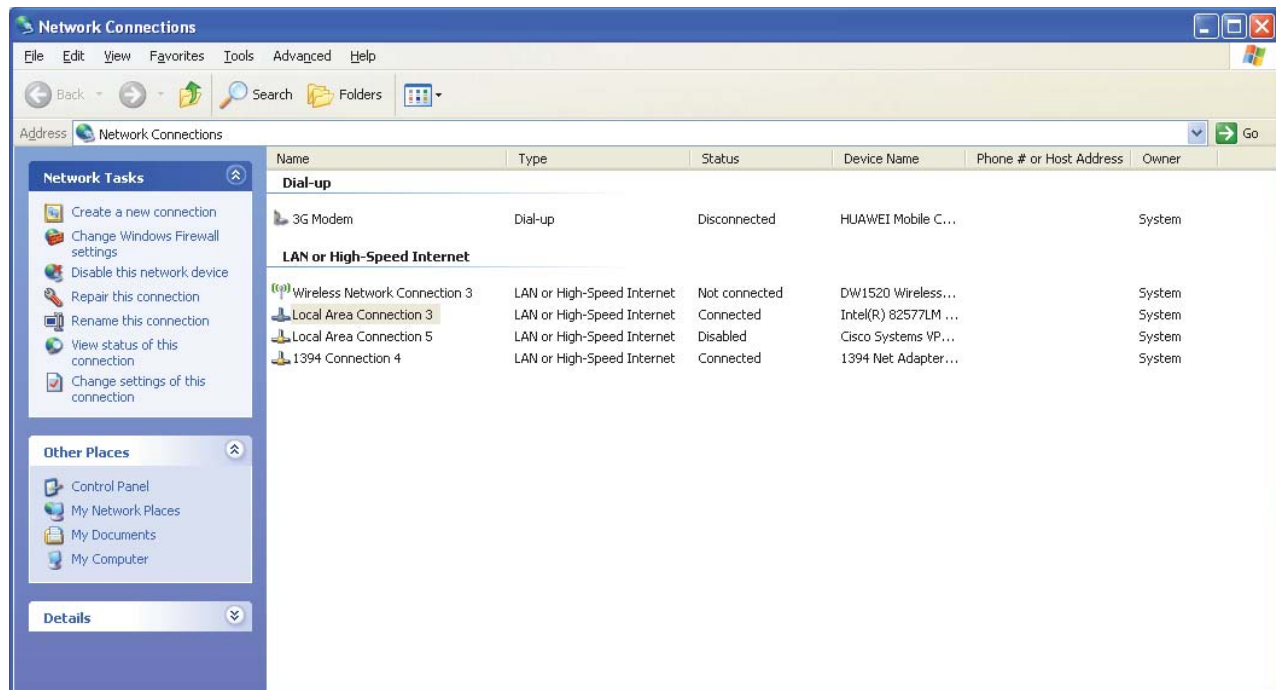 Network Connections
File Edit View Favorites Tools Advanced Help
Back Search Folders
Address Network Connections Go
Network Tasks
Create a new connection
Change Windows Firewall
settings
Disable this network device
Repair this connection
Rename this connection
View status of this
connection
Change settings of this
connection
Other Places
Control Panel
My Network Places
My Documents
My Computer
Details
Name Type Status Device Name Phone # or Host Address Owner
Dial-up
3G Modem Dial-up Disconnected HUAWEI Mobile C... System
LAN or High-Speed Internet
Wireless Network Connection 3 LAN or High-Speed Internet Not connected DW1520 Wireless... System
Local Area Connection 3 LAN or High-Speed Internet Connected Intel(R) 82577LM ... System
Local Area Connection 5 LAN or High-Speed Internet Disabled Cisco Systems VP... System
1394 Connection 4 LAN or High-Speed Internet Connected 1394 Net Adapter... System